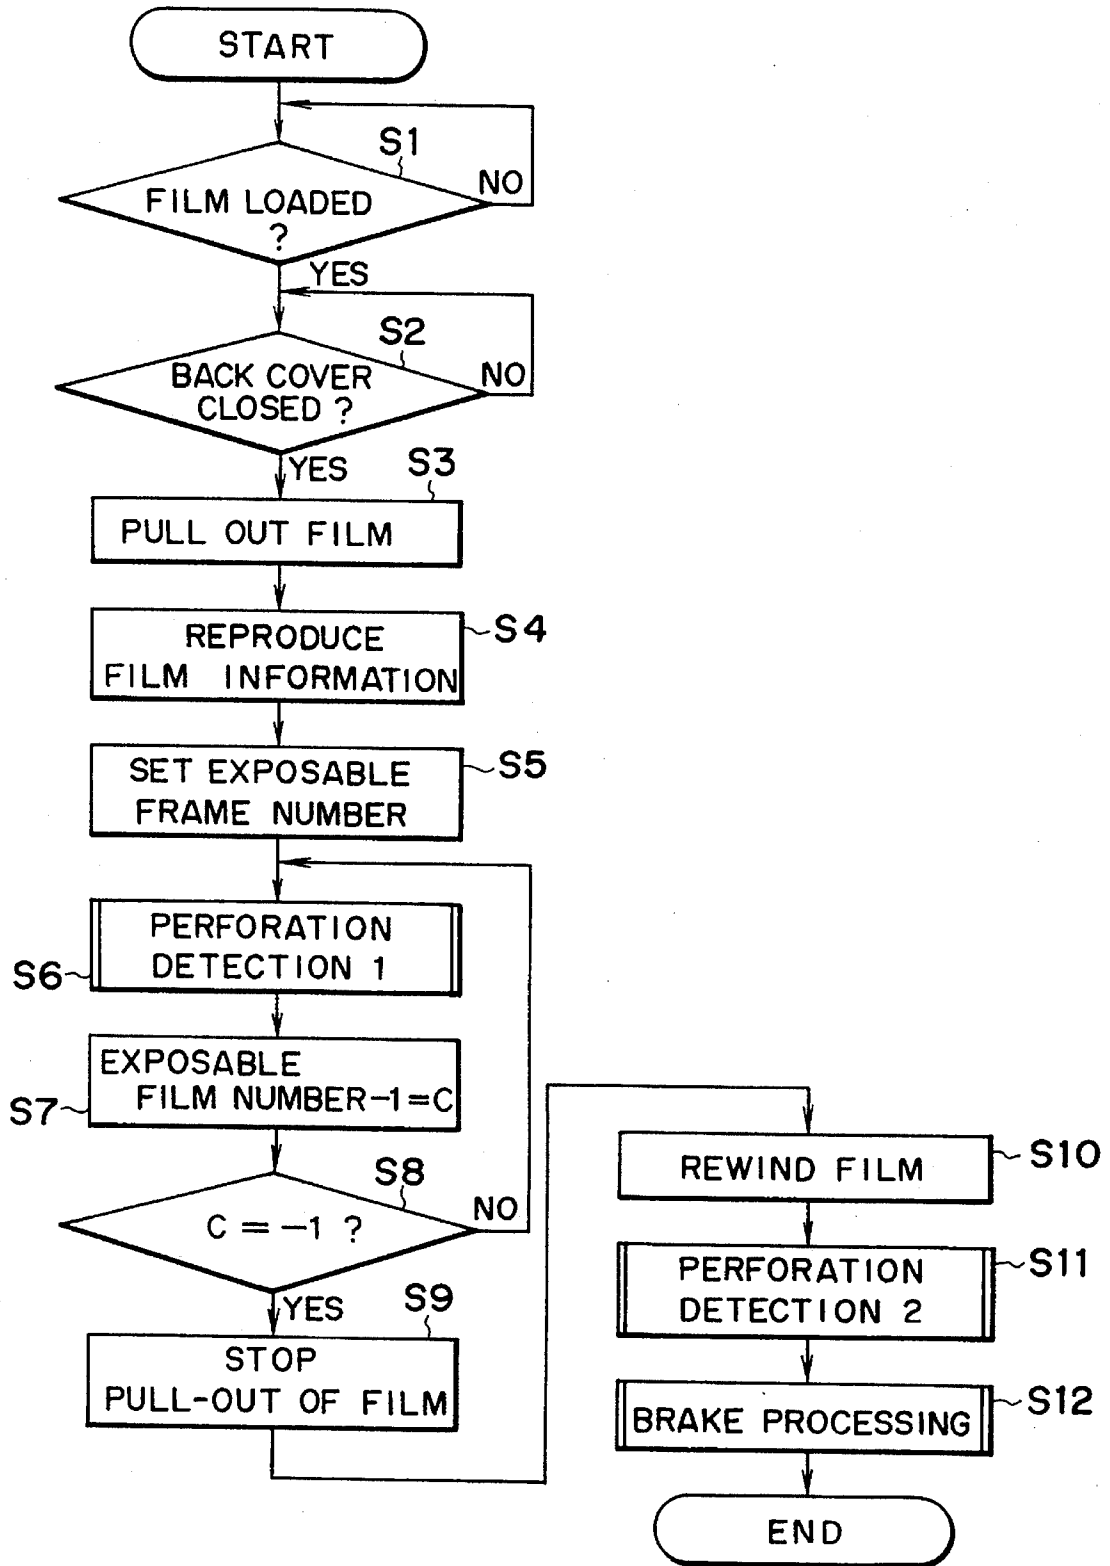 START
S1
FILM LOADED
?
NO
YES
S2
BACK COVER
CLOSED ?
NO
YES
S3
PULL OUT FILM
REPRODUCE
FILM INFORMATION
S4
SET EXPOSABLE
FRAME NUMBER
S5
PERFORATION
DETECTION 1
S6
EXPOSABLE
FILM NUMBER-1=C
S7
S8
C = -1 ?
NO
YES
S9
STOP
PULL-OUT OF FILM
REWIND FILM
S10
PERFORATION
DETECTION 2
S11
BRAKE PROCESSING
S12
END